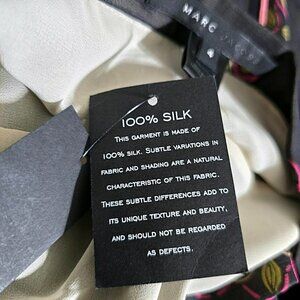 MARC JACOBS
4
100% SILK
THIS GARMENT IS MADE OF
100% SILK. SUBTLE VARIATIONS IN
FABRIC AND SHADING ARE A NATURAL
CHARACTERISTIC OF THIS FABRIC.
THESE SUBTLE DIFFERENCES ADD TO
ITS UNIQUE TEXTURE AND BEAUTY,
AND SHOULD NOT BE REGARDED
AS DEFECTS.